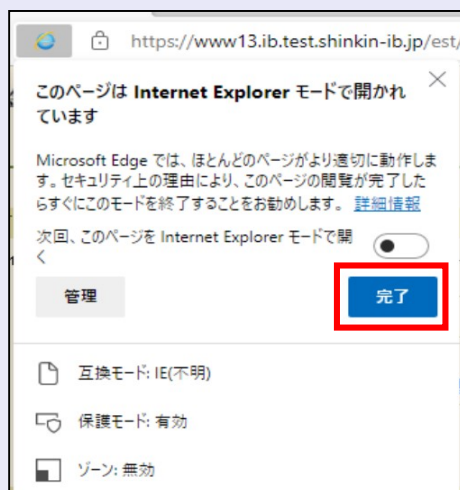 https://www13.ib.test.shinkin-ib.jp/est/
このページは Internet Explorer モードで開かれ
ています
Microsoft Edge では、ほとんどのページがより適切に動作しま
す。セキュリティ上の理由により、このページの閲覧が完了した
らすぐにこのモードを終了することをお勧めします。 詳細情報
次回、このページを Internet Explorer モードで開
く
管理
完了
互換モード: IE(不明)
保護モード: 有効
ゾーン: 無効